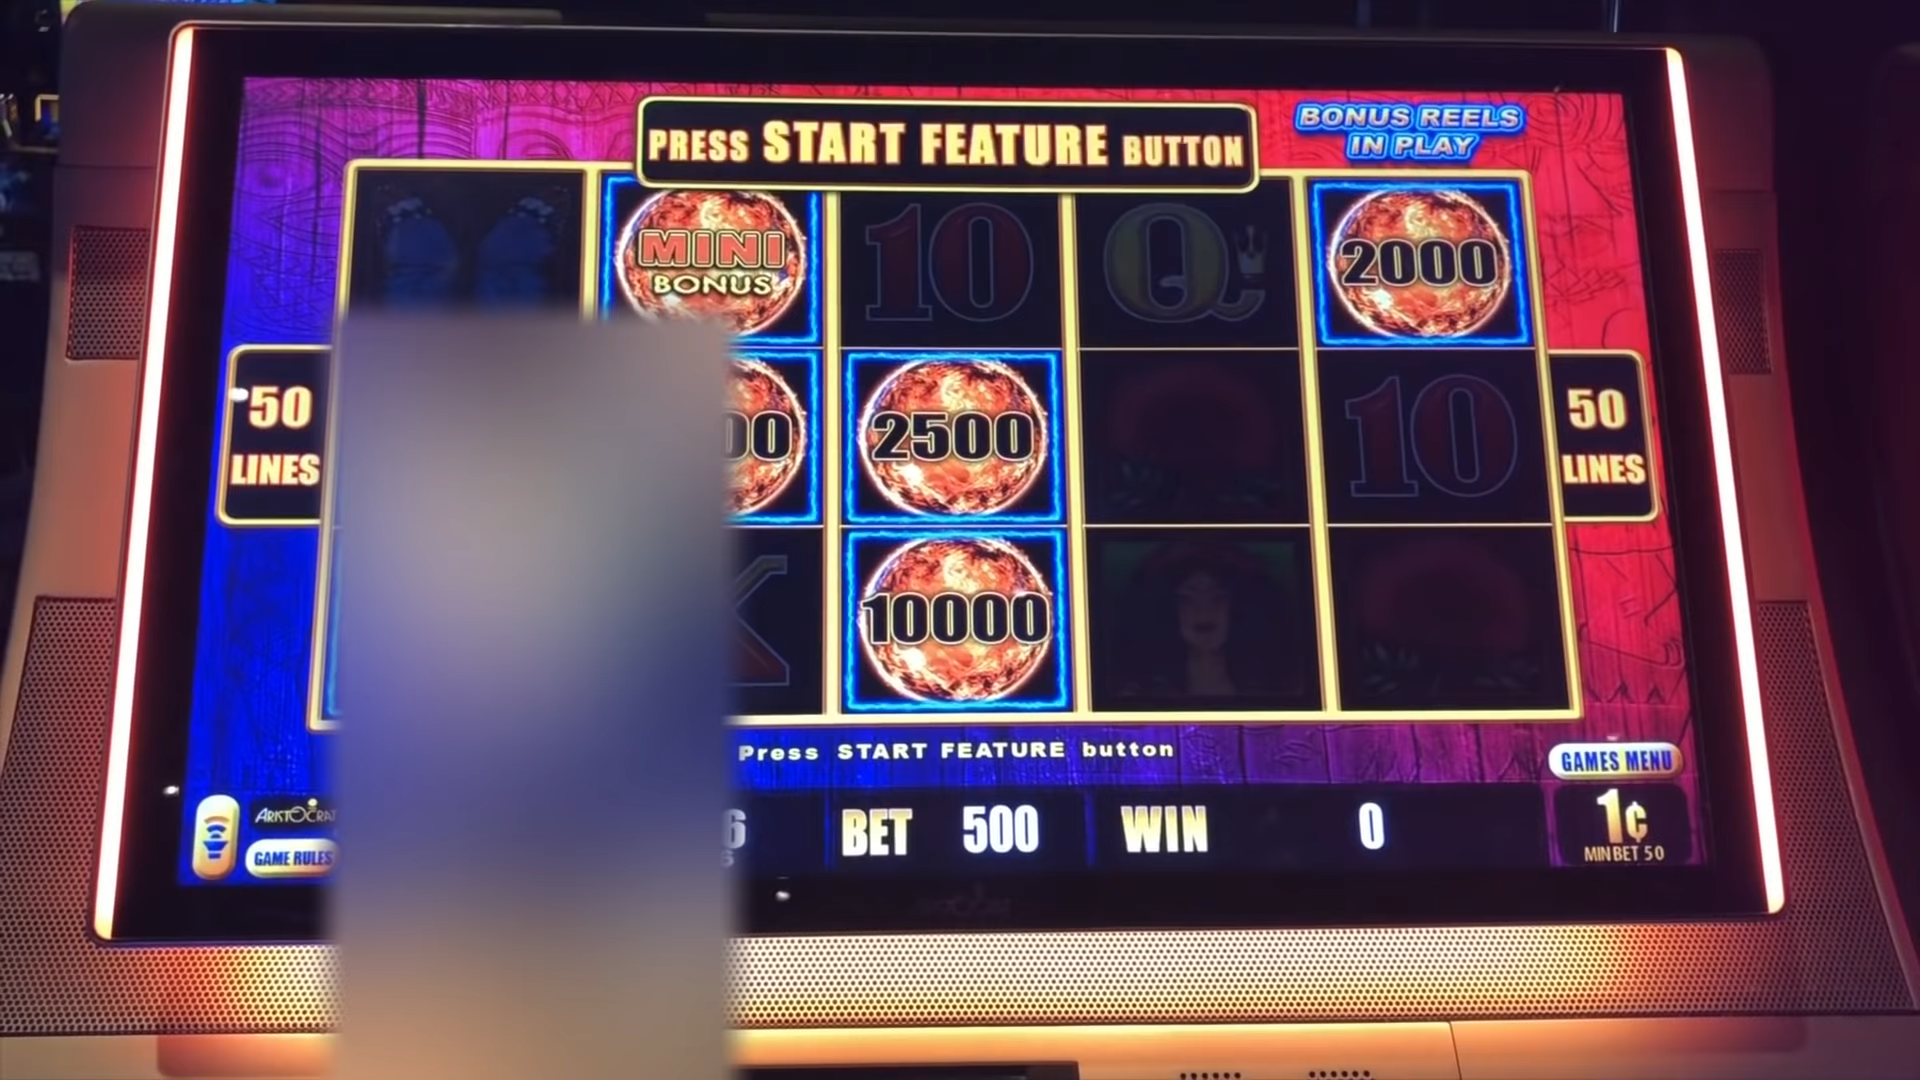 PRESS START FEATURE BUTTON
BONUS REELS
IN PLAY
MINI
BONUS
10
Q
2000
50
LINES
2500
10
50
LINES
K
10000
Press START FEATURE button
GAMES MENU
ARISTOCRAT
GAME RULES
BET 500
WIN 0
1¢
MIN BET 50